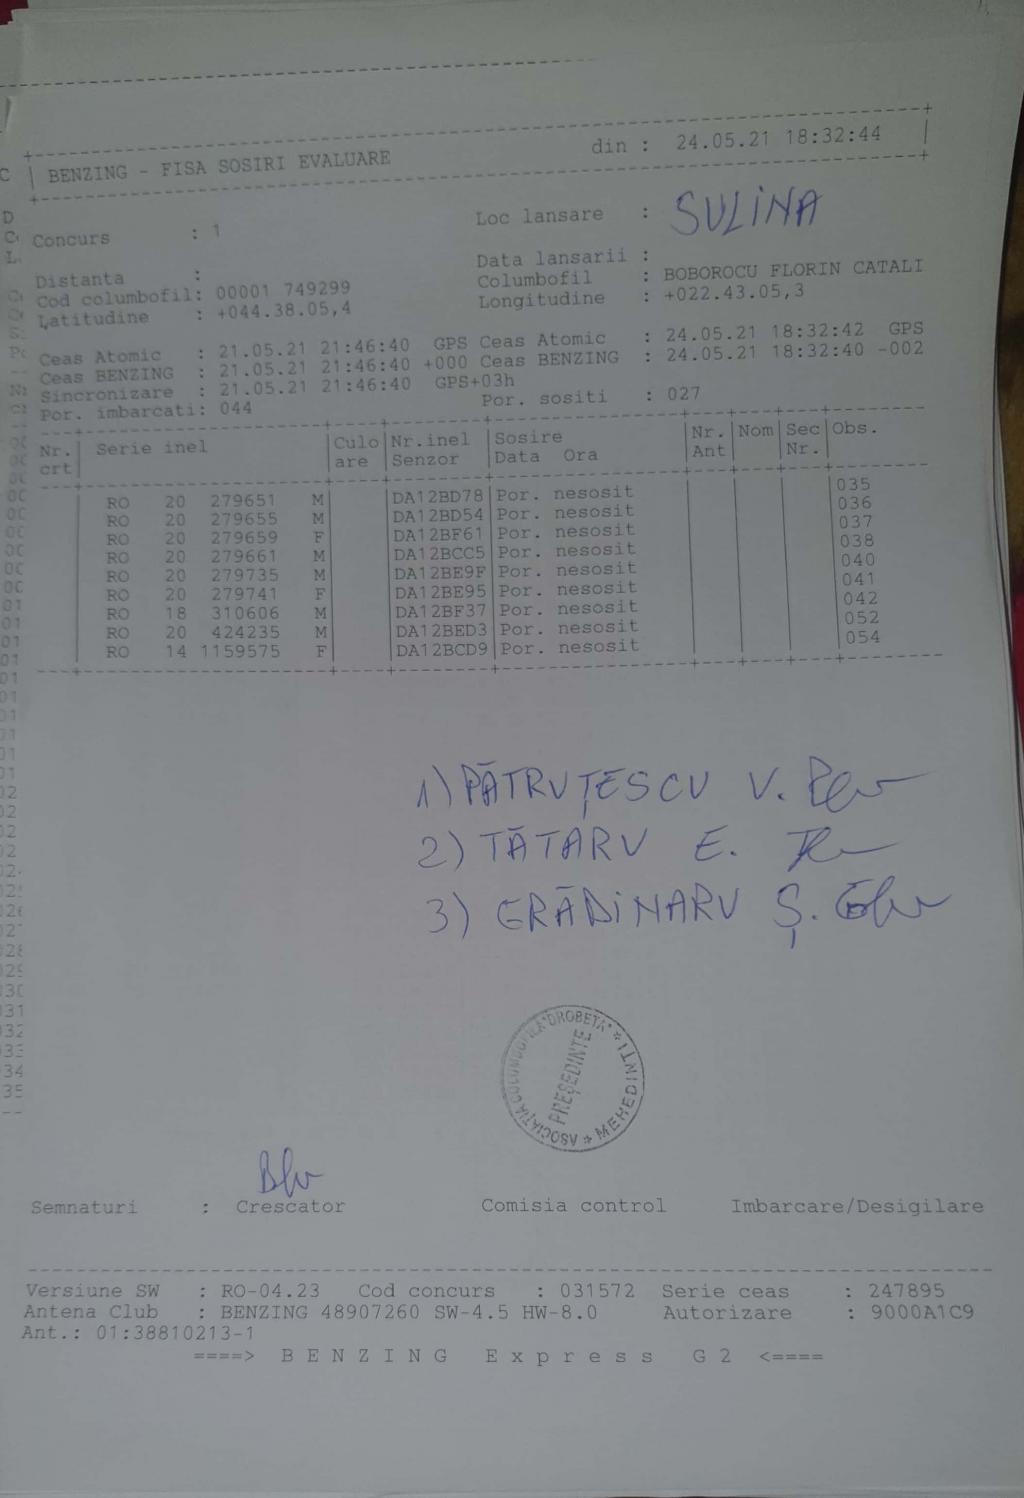 BENZING - FISA SOSIRI EVALUARE din : 24.05.21 18:32:44
Concurs : 1 Loc lansare : SULINA
Distanta : Data lansarii :
Cod columbofil: 00001 749299 Columbofil : BOBOROCU FLORIN CATALI
Latitudine : +044.38.05,4 Longitudine : +022.43.05,3
Ceas Atomic : 21.05.21 21:46:40 GPS Ceas Atomic : 24.05.21 18:32:42 GPS
Ceas BENZING : 21.05.21 21:46:40 +000 Ceas BENZING : 24.05.21 18:32:40 -002
Sincronizare : 21.05.21 21:46:40 GPS+03h
Por. imbarcati: 044 Por. sositi : 027
Nr. Serie inel Culo Nr.inel Sosire Nr. Nom Sec Obs.
crt are Senzor Data Ora Ant Nr.
RO 20 279651 M DA12BD78 Por. nesosit 035
RO 20 279655 M DA12BD54 Por. nesosit 036
RO 20 279659 F DA12BF61 Por. nesosit 037
RO 20 279661 M DA12BCC5 Por. nesosit 038
RO 20 279735 M DA12BE9F Por. nesosit 040
RO 20 279741 F DA12BE95 Por. nesosit 041
RO 18 310606 M DA12BF37 Por. nesosit 042
RO 20 424235 M DA12BED3 Por. nesosit 052
RO 14 1159575 F DA12BCD9 Por. nesosit 054
1) PĂTRUȚESCU V.
2) TĂTARU E.
3) GRĂDINARU Ș.
ASOCIAȚIA COLUMBOFILĂ "DROBETA" * MEHEDINȚI *
PREȘEDINTE
Semnaturi : Crescator Comisia control Imbarcare/Desigilare
Versiune SW : RO-04.23 Cod concurs : 031572 Serie ceas : 247895
Antena Club : BENZING 48907260 SW-4.5 HW-8.0 Autorizare : 9000A1C9
Ant.: 01:38810213-1
====> B E N Z I N G E x p r e s s G 2 <====